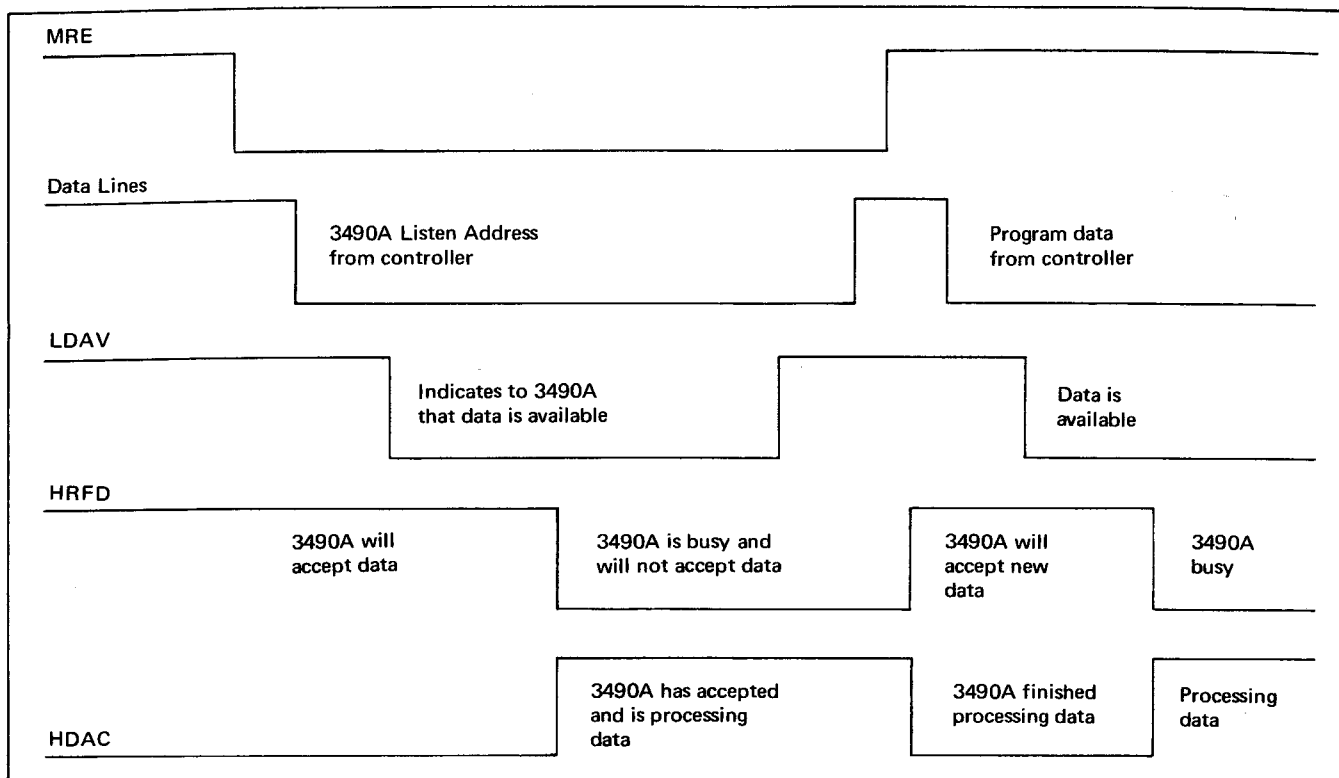 MRE
Data Lines
3490A Listen Address
from controller
Program data
from controller
LDAV
Indicates to 3490A
that data is available
Data is
available
HRFD
3490A will
accept data
3490A is busy and
will not accept data
3490A will
accept new
data
3490A
busy
3490A has accepted
and is processing
data
3490A finished
processing data
Processing
data
HDAC